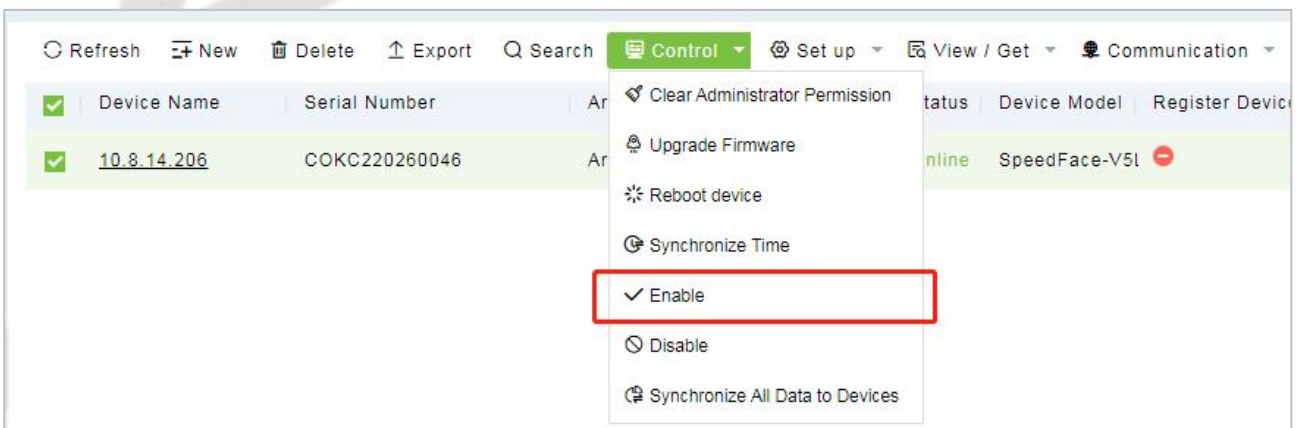 Refresh New Delete Export Search Control Set up View / Get Communication
Device Name Serial Number Ar tatus Device Model Register Devic
10.8.14.206 COKC220260046 Ar nline SpeedFace-V5L
Clear Administrator Permission
Upgrade Firmware
Reboot device
Synchronize Time
Enable
Disable
Synchronize All Data to Devices